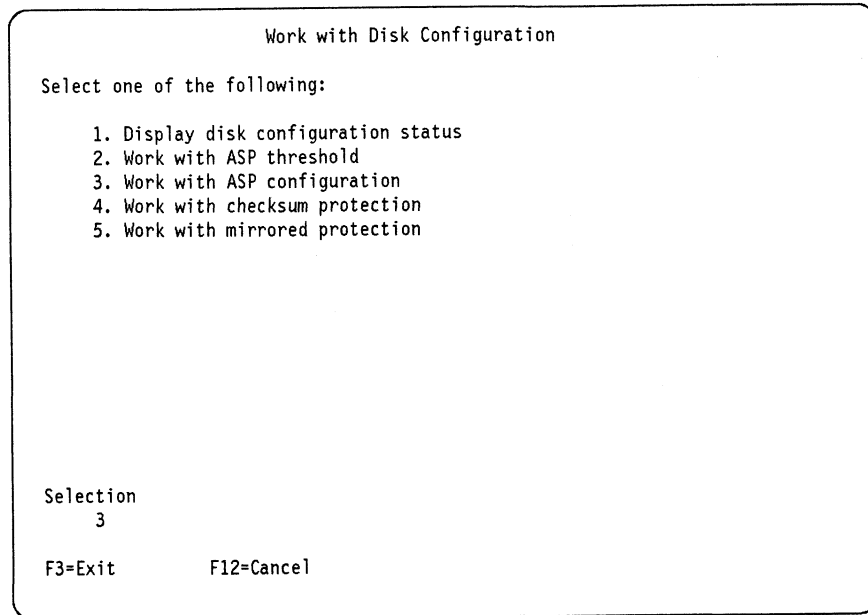 Work with Disk Configuration
Select one of the following:
1. Display disk configuration status
2. Work with ASP threshold
3. Work with ASP configuration
4. Work with checksum protection
5. Work with mirrored protection
Selection
3
F3=Exit F12=Cancel